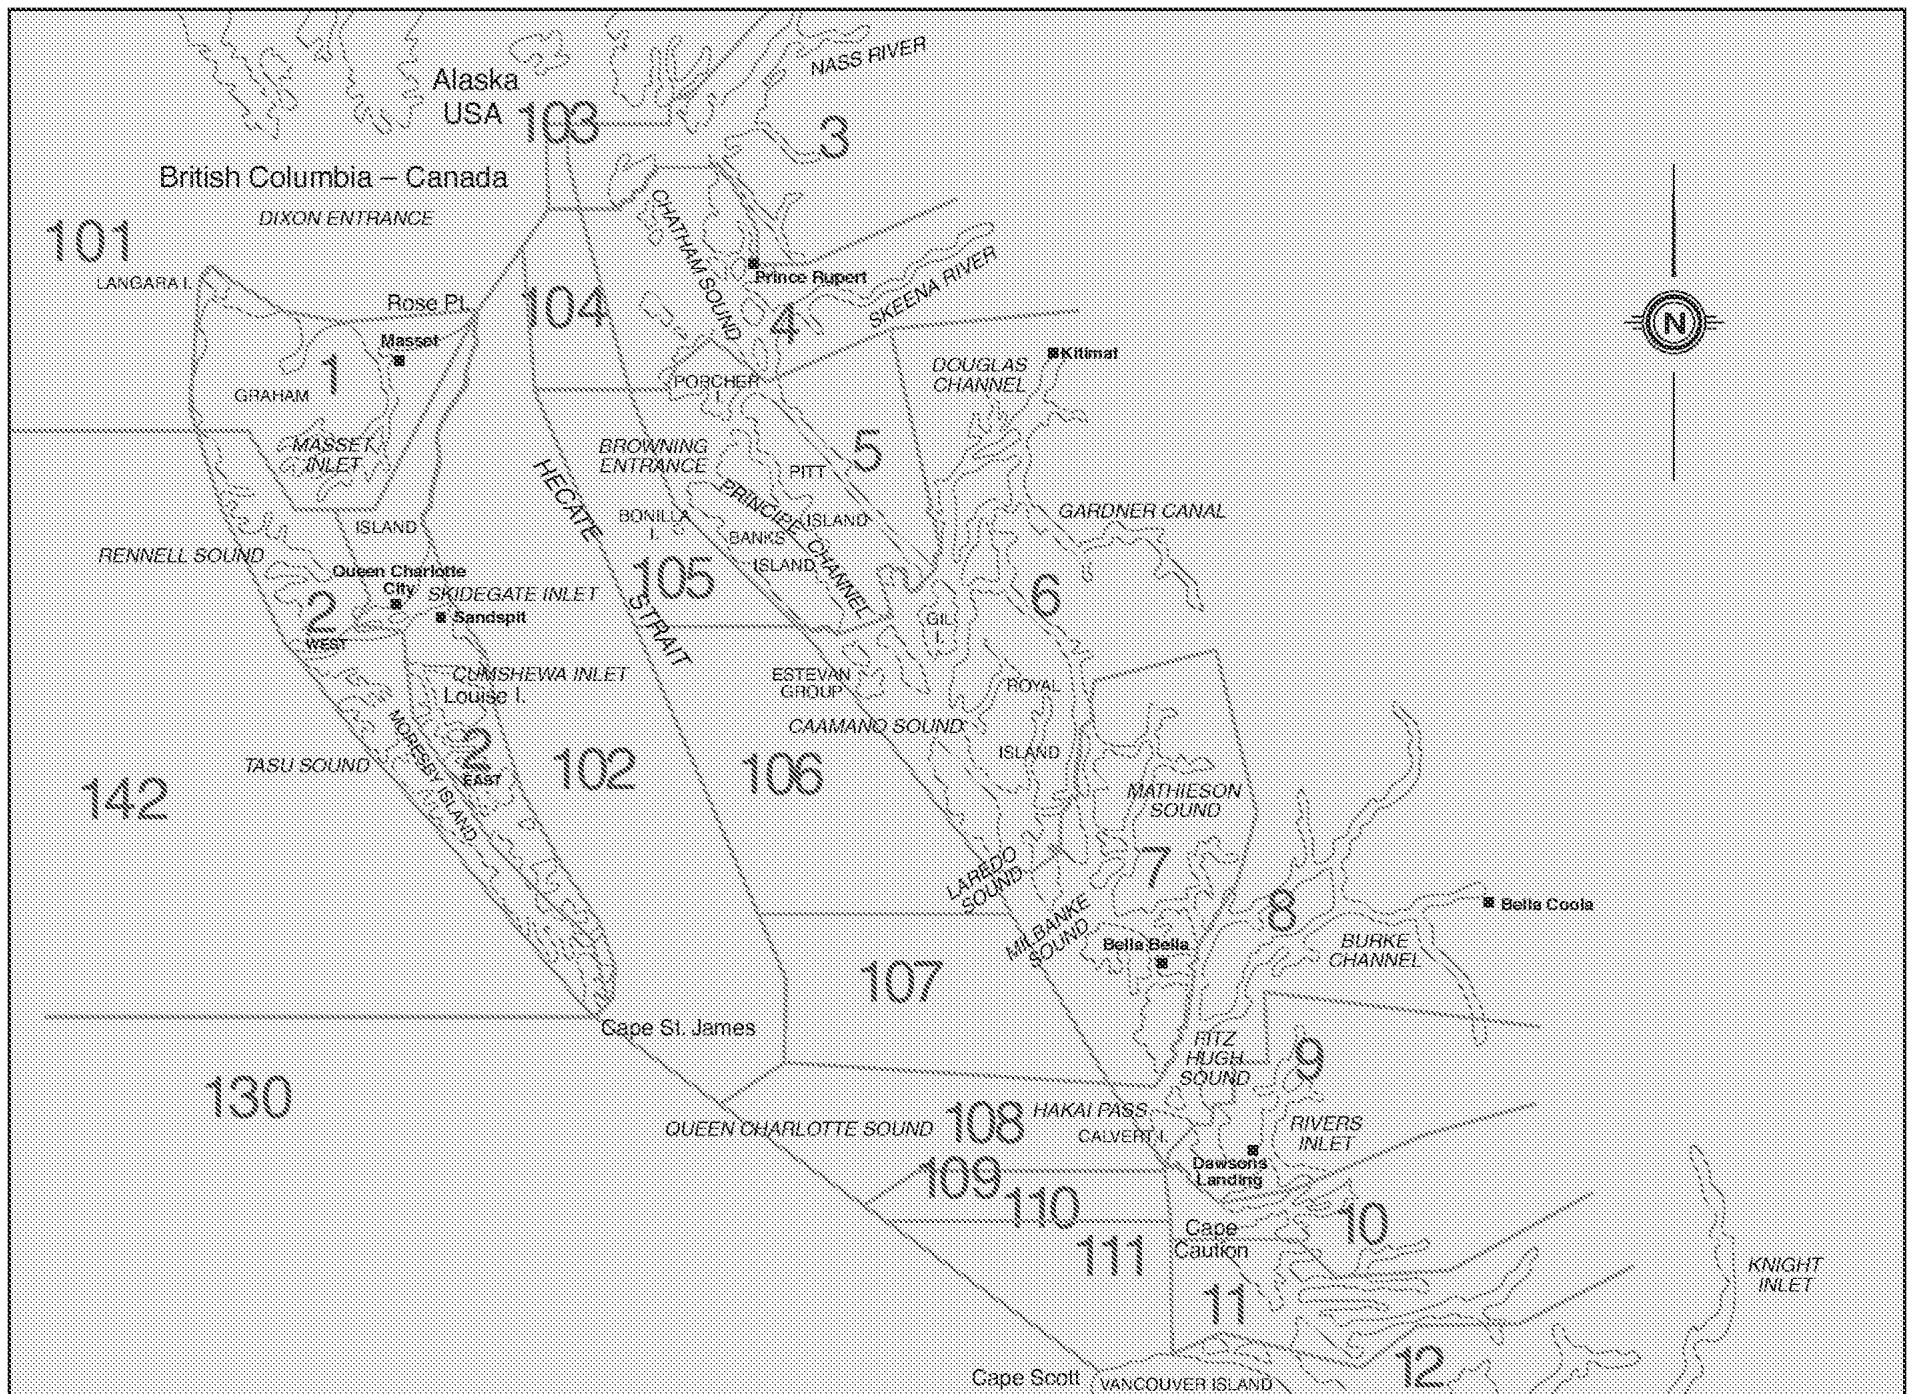 NASS RIVER
Alaska
USA
103
3
British Columbia – Canada
DIXON ENTRANCE
101
LANGARA I.
CHATHAM SOUND
Prince Rupert
SKEENA RIVER
N
Rose Pt.
104
4
Masset
1
GRAHAM
PORCHER
I.
DOUGLAS
CHANNEL
Kitimat
MASSET
INLET
BROWNING
ENTRANCE
5
PITT
ISLAND
HECATE
STRAIT
PRINCIPE CHANNEL
GARDNER CANAL
BONILLA
I.
ISLAND
BANKS
ISLAND
RENNELL SOUND
Queen Charlotte
City
SKIDEGATE INLET
105
6
2
WEST
Sandspit
GIL
I.
CUMSHEWA INLET
Louise I.
ESTEVAN
GROUP
ROYAL
ISLAND
MORESBY ISLAND
CAAMANO SOUND
2
EAST
TASU SOUND
102
106
142
MATHIESON
SOUND
LAREDO
SOUND
7
8
Bella Coola
MILBANKE
SOUND
Bella Bella
BURKE
CHANNEL
107
Cape St. James
FITZ
HUGH
SOUND
9
130
108
HAKAI PASS
QUEEN CHARLOTTE SOUND
CALVERT I.
RIVERS
INLET
Dawsons
Landing
109
110
10
Cape
Caution
111
KNIGHT
INLET
11
12
Cape Scott
VANCOUVER ISLAND